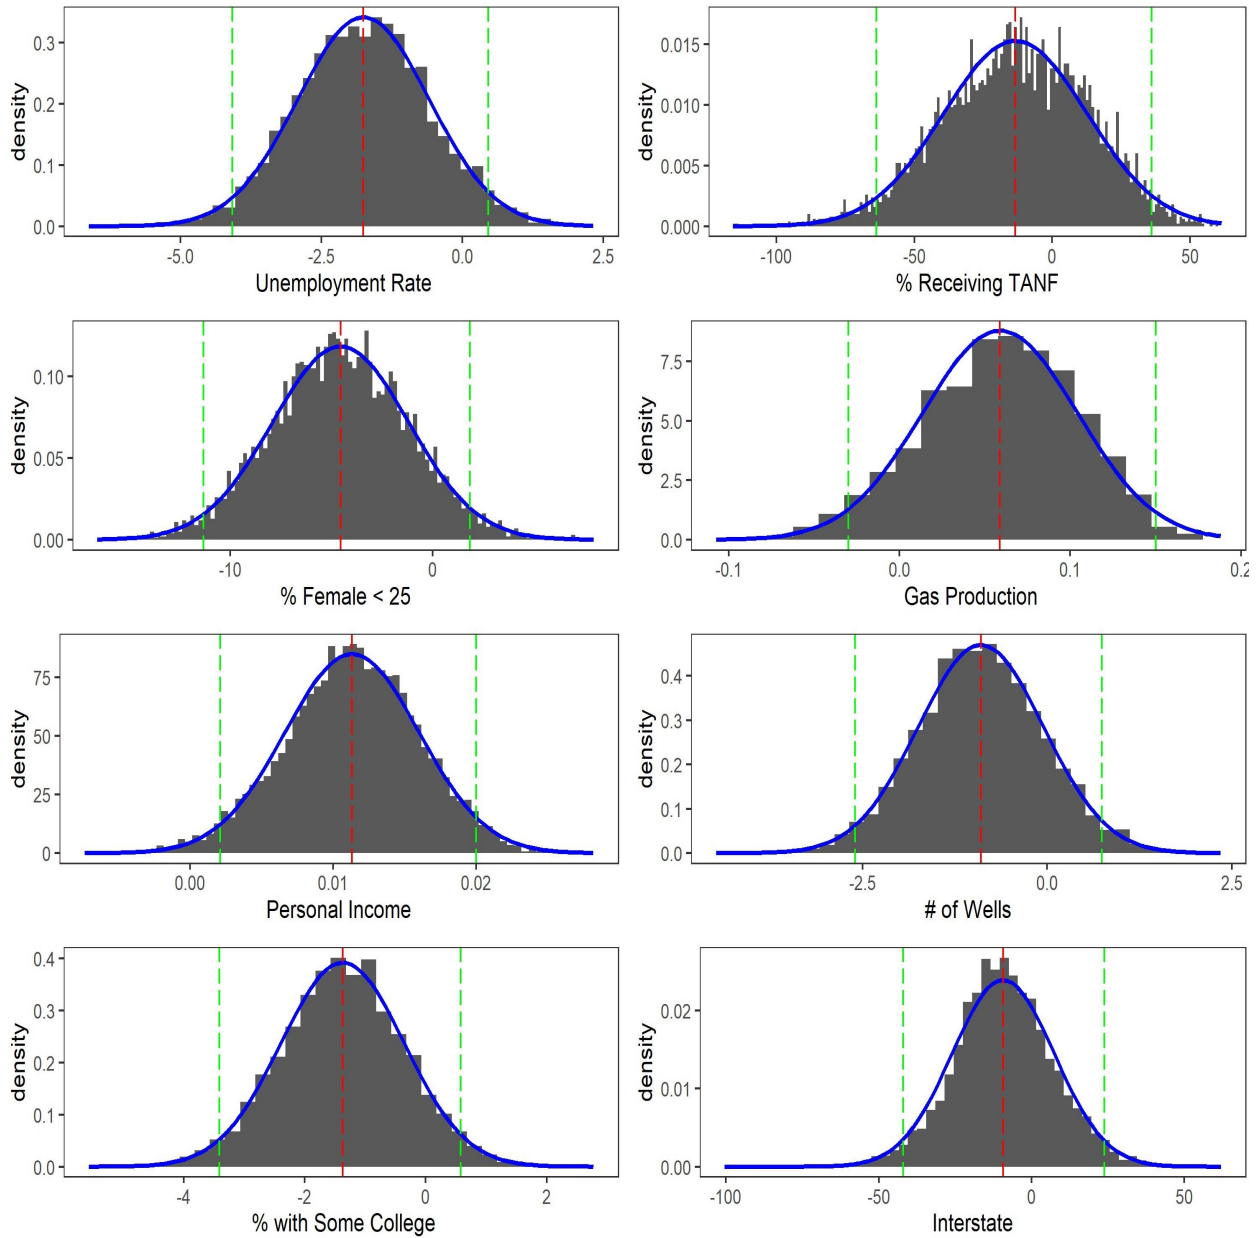 density
0.3
0.2
0.1
0.0
-5.0 -2.5 0.0 2.5
Unemployment Rate
density
0.015
0.010
0.005
0.000
-100 -50 0 50
% Receiving TANF
density
0.10
0.05
0.00
-10 0
% Female < 25
density
7.5
5.0
2.5
0.0
-0.1 0.0 0.1 0.2
Gas Production
density
75
50
25
0
0.00 0.01 0.02
Personal Income
density
0.4
0.3
0.2
0.1
0.0
-2.5 0.0 2.5
# of Wells
density
0.4
0.3
0.2
0.1
0.0
-4 -2 0 2
% with Some College
density
0.02
0.01
0.00
-100 -50 0 50
Interstate